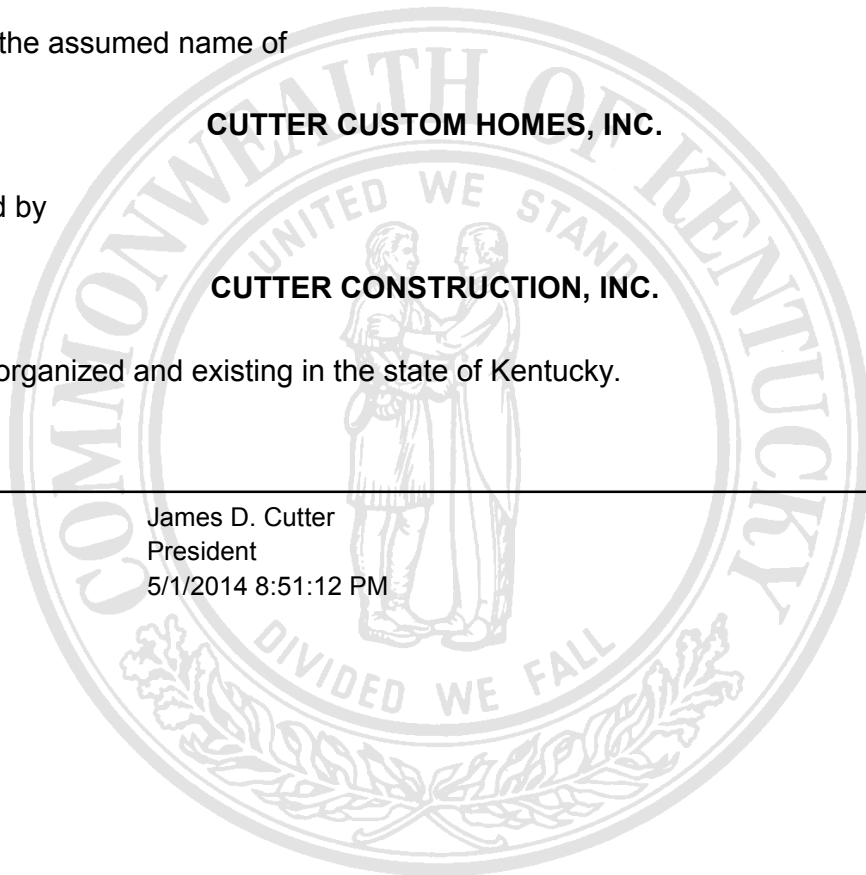 the assumed name of
CUTTER CUSTOM HOMES, INC.
d by
CUTTER CONSTRUCTION, INC.
organized and existing in the state of Kentucky.
James D. Cutter
President
5/1/2014 8:51:12 PM
COMMONWEALTH OF KENTUCKY
UNITED WE STAND
DIVIDED WE FALL